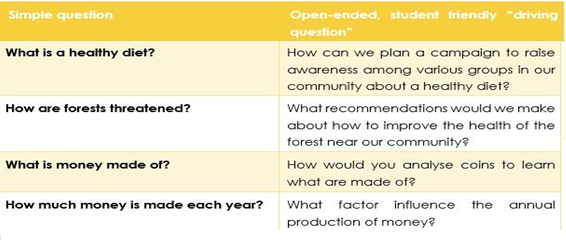 Simple question
Open-ended, student friendly “driving
question”
What is a healthy diet?
How can we plan a campaign to raise
awareness among various groups in our
community about a healthy diet?
How are forests threatened?
What recommendations would we make
about how to improve the health of the
forest near our community?
What is money made of?
How would you analyse coins to learn
what are made of?
How much money is made each year?
What factor influence the annual
production of money?